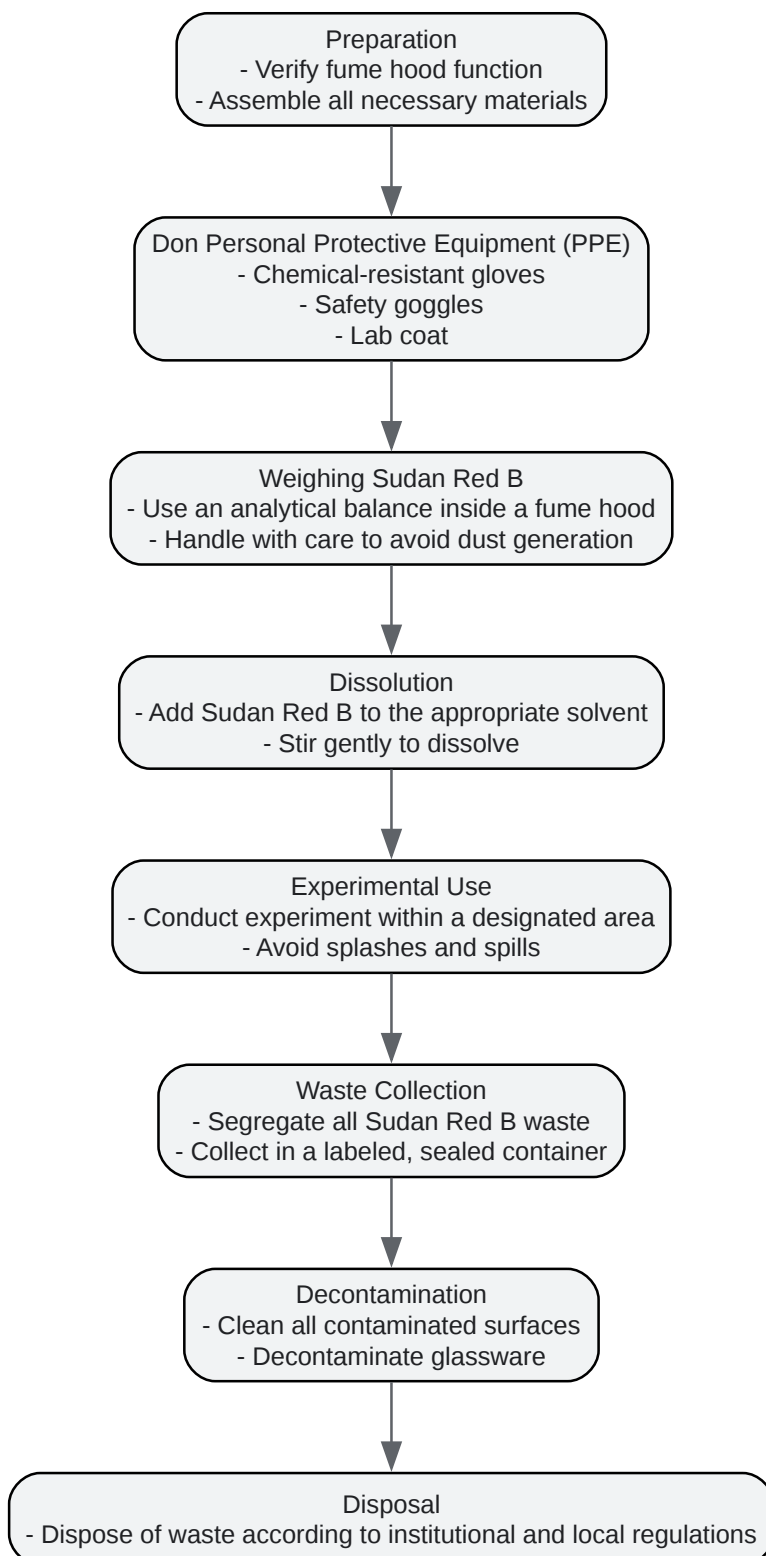 Preparation
- Verify fume hood function
- Assemble all necessary materials
Don Personal Protective Equipment (PPE)
- Chemical-resistant gloves
- Safety goggles
- Lab coat
Weighing Sudan Red B
- Use an analytical balance inside a fume hood
- Handle with care to avoid dust generation
Dissolution
- Add Sudan Red B to the appropriate solvent
- Stir gently to dissolve
Experimental Use
- Conduct experiment within a designated area
- Avoid splashes and spills
Waste Collection
- Segregate all Sudan Red B waste
- Collect in a labeled, sealed container
Decontamination
- Clean all contaminated surfaces
- Decontaminate glassware
Disposal
- Dispose of waste according to institutional and local regulations